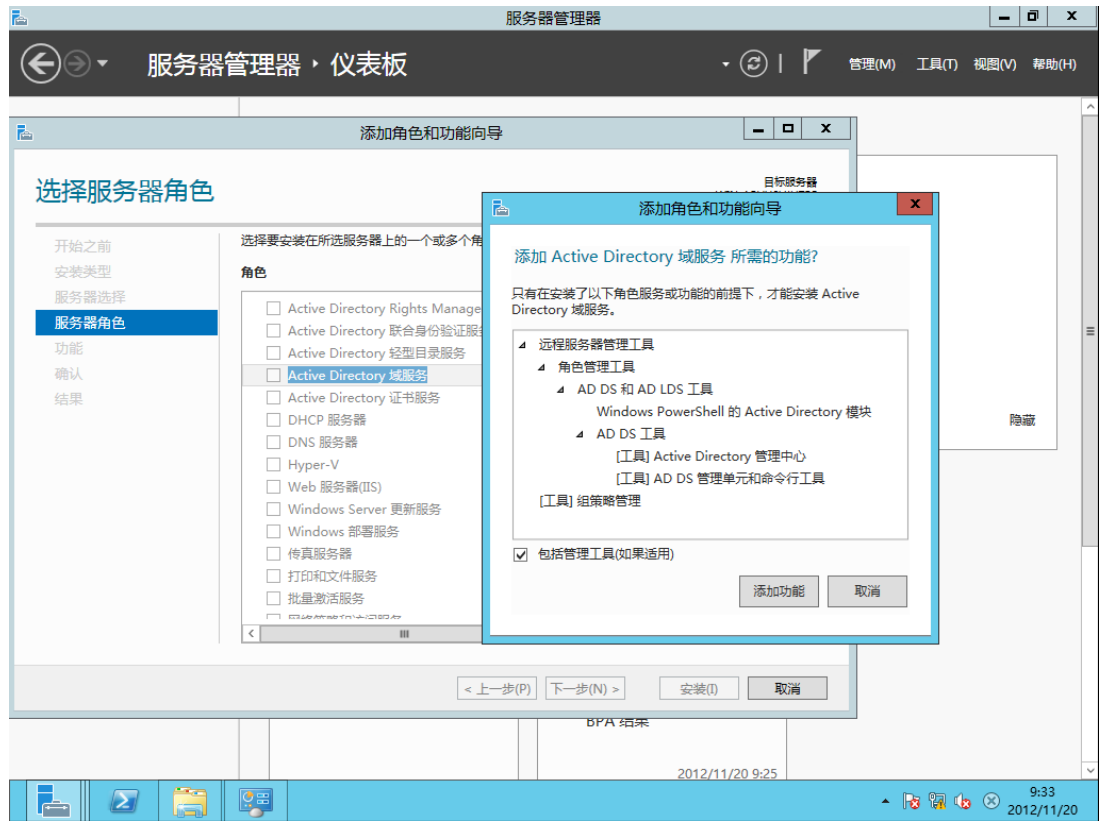 服务器管理器
服务器管理器 ‧ 仪表板
管理(M) 工具(T) 视图(V) 帮助(H)
添加角色和功能向导
选择服务器角色
目标服务器
开始之前
安装类型
服务器选择
服务器角色
功能
确认
结果
选择要安装在所选服务器上的一个或多个角
角色
Active Directory Rights Manage
Active Directory 联合身份验证服务
Active Directory 轻型目录服务
Active Directory 域服务
Active Directory 证书服务
DHCP 服务器
DNS 服务器
Hyper-V
Web 服务器(IIS)
Windows Server 更新服务
Windows 部署服务
传真服务器
打印和文件服务
批量激活服务
网络策略和访问服务
< 上一步(P) 下一步(N) > 安装(I) 取消
添加角色和功能向导
添加 Active Directory 域服务 所需的功能?
只有在安装了以下角色服务或功能的前提下，才能安装 Active
Directory 域服务。
远程服务器管理工具
角色管理工具
AD DS 和 AD LDS 工具
Windows PowerShell 的 Active Directory 模块
AD DS 工具
[工具] Active Directory 管理中心
[工具] AD DS 管理单元和命令行工具
[工具] 组策略管理
包括管理工具(如果适用)
添加功能 取消
隐藏
BPA 结果
2012/11/20 9:25
9:33
2012/11/20